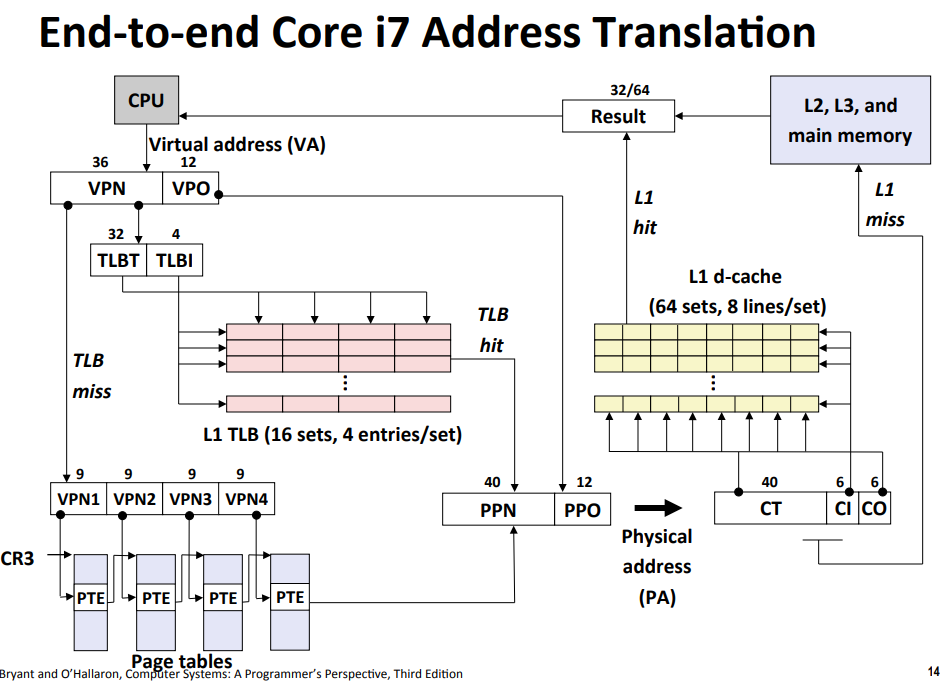 End-to-end Core i7 Address Translation
CPU
Virtual address (VA)
36 12
VPN VPO
32 4
TLBT TLBI
TLB
miss
TLB
hit
L1 TLB (16 sets, 4 entries/set)
9 9 9 9
VPN1 VPN2 VPN3 VPN4
CR3
PTE PTE PTE PTE
Page tables
40 12
PPN PPO
Physical
address
(PA)
32/64
Result
L2, L3, and
main memory
L1
hit
L1
miss
L1 d-cache
(64 sets, 8 lines/set)
40 6 6
CT CI CO
Bryant and O'Hallaron, Computer Systems: A Programmer's Perspective, Third Edition
14